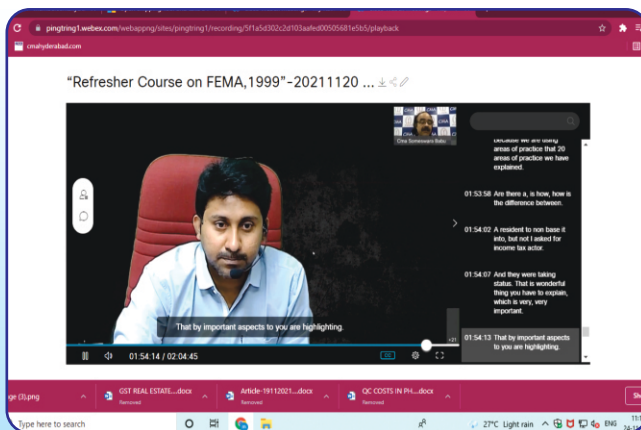 pingtring1.webex.com/webappng/sites/pingtring1/recording/5f1a5d302c2d103aafed00505681e5b5/playback
cmahyderabad.com
“Refresher Course on FEMA,1999”-20211120 ...
Cma Someswara Babu
because we are using
areas of practice that 20
areas of practice we have
explained.
01:53:58 Are there a, is how, how is
the difference between.
01:54:02 A resident to non base it
into, but not I asked for
income tax actor.
01:54:07 And they were taking
status. That is wonderful
thing you have to explain,
which is very, very
important.
01:54:13 That by important aspects
to you are highlighting.
That by important aspects to you are highlighting.
+21
01:54:14 / 02:04:45
ge (3).png
GST REAL ESTATE....docx
Removed
Article-19112021....docx
Removed
QC COSTS IN PH....docx
Removed
Sh
Type here to search
27°C Light rain
ENG